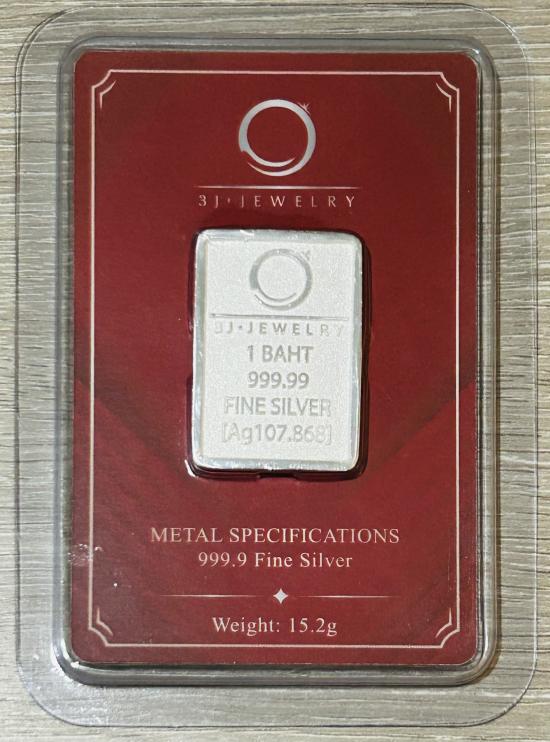 3J•JEWELRY
3J•JEWELRY
1 BAHT
999.99
FINE SILVER
[Ag107.868]
METAL SPECIFICATIONS
999.9 Fine Silver
Weight: 15.2g